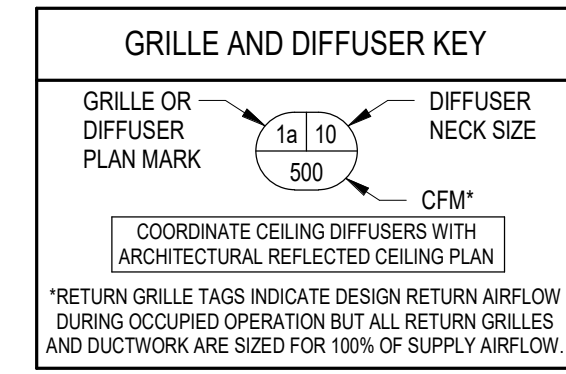 GRILLE AND DIFFUSER KEY
GRILLE OR
DIFFUSER
PLAN MARK
1a 10
500
DIFFUSER
NECK SIZE
CFM*
COORDINATE CEILING DIFFUSERS WITH
ARCHITECTURAL REFLECTED CEILING PLAN
*RETURN GRILLE TAGS INDICATE DESIGN RETURN AIRFLOW
DURING OCCUPIED OPERATION BUT ALL RETURN GRILLES
AND DUCTWORK ARE SIZED FOR 100% OF SUPPLY AIRFLOW.